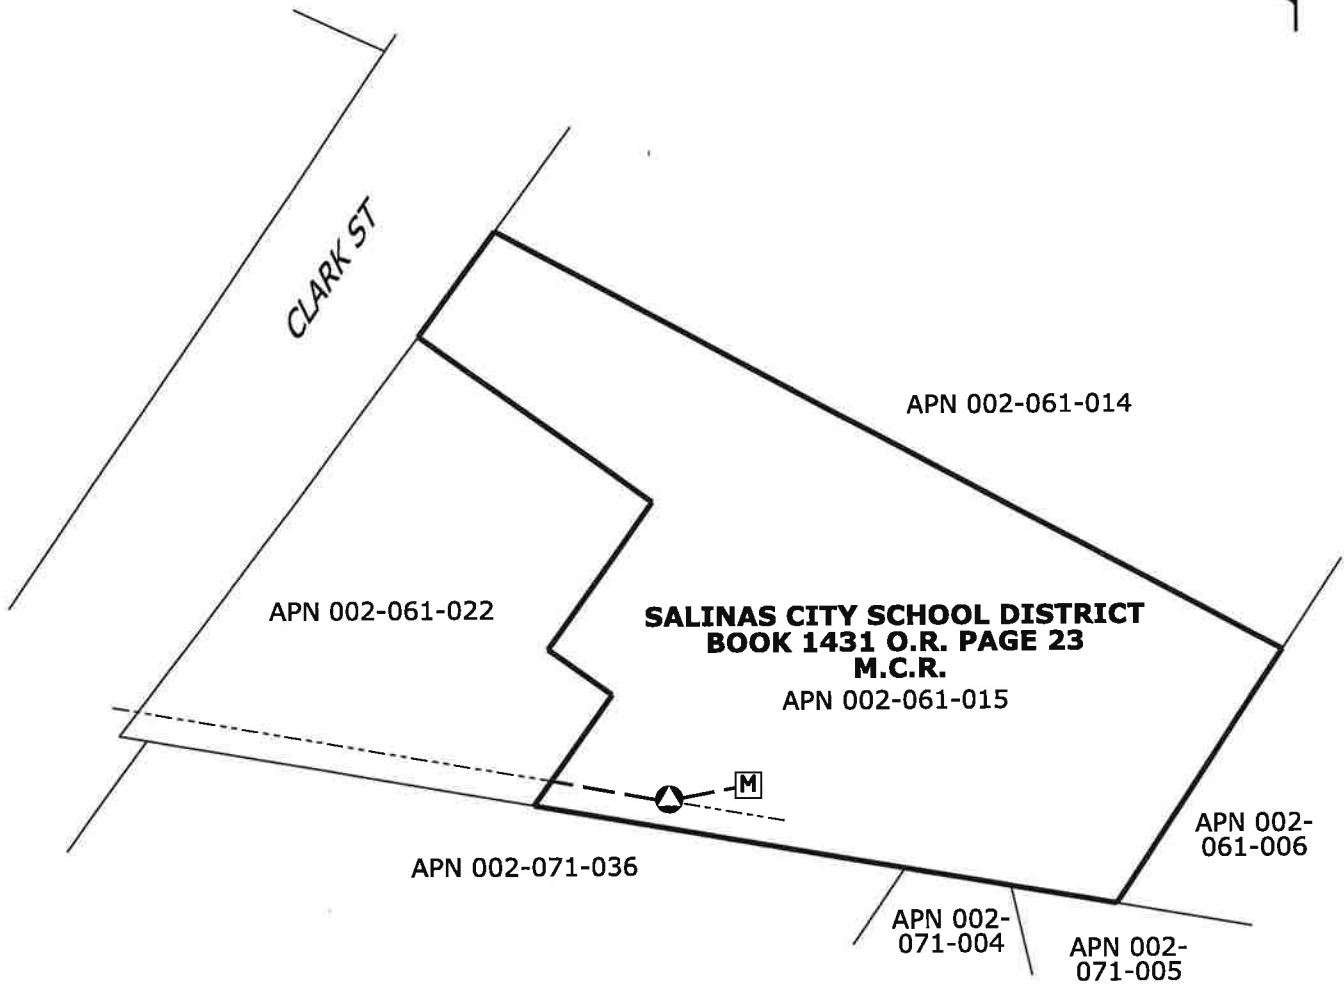 CLARK ST
APN 002-061-014
APN 002-061-022
SALINAS CITY SCHOOL DISTRICT
BOOK 1431 O.R. PAGE 23
M.C.R.
APN 002-061-015
M
APN 002-
061-006
APN 002-071-036
APN 002-
071-004
APN 002-
071-005